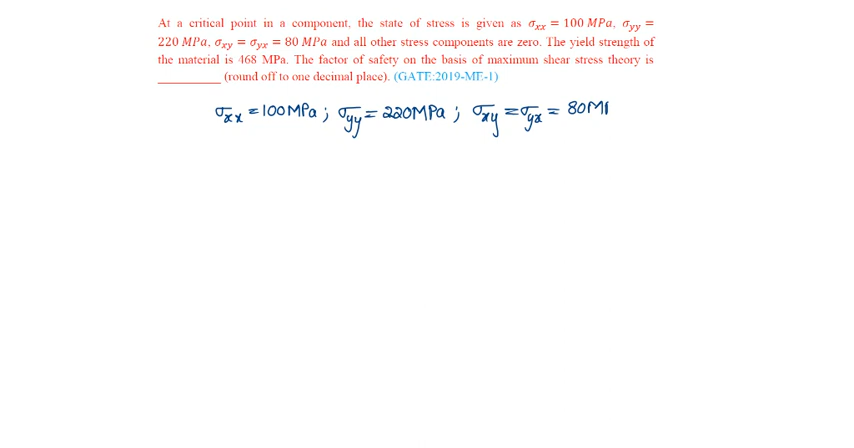 At a critical point in a component, the state of stress is given as σxx = 100 MPa, σyy =
220 MPa, σxy = σyx = 80 MPa and all other stress components are zero. The yield strength of
the material is 468 MPa. The factor of safety on the basis of maximum shear stress theory is
__________ (round off to one decimal place). (GATE:2019-ME-1)
σxx = 100MPa ; σyy = 220MPa ; σxy = σyx = 80M